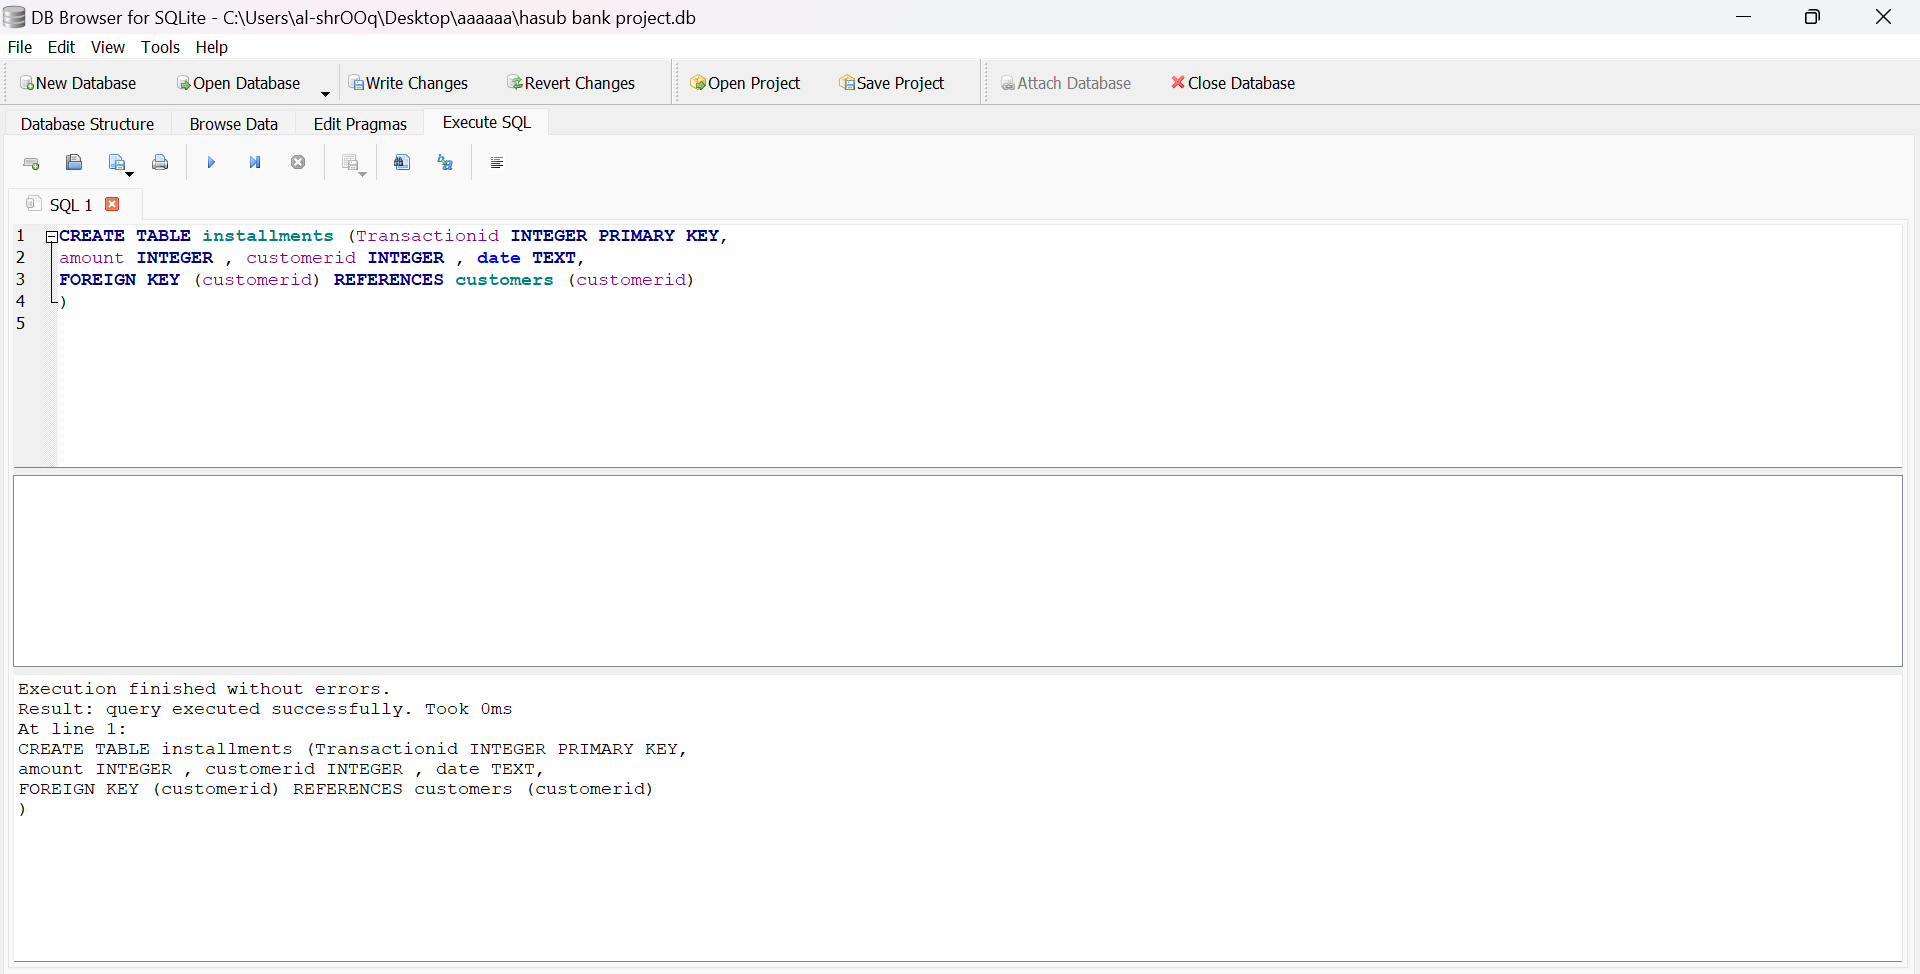 DB Browser for SQLite - C:\Users\al-shrOOq\Desktop\aaaaaa\hasub bank project.db
File Edit View Tools Help
New Database Open Database Write Changes Revert Changes Open Project Save Project Attach Database Close Database
Database Structure Browse Data Edit Pragmas Execute SQL
SQL 1
1 CREATE TABLE installments (Transactionid INTEGER PRIMARY KEY,
2 amount INTEGER , customerid INTEGER , date TEXT,
3 FOREIGN KEY (customerid) REFERENCES customers (customerid)
4 )
5
Execution finished without errors.
Result: query executed successfully. Took 0ms
At line 1:
CREATE TABLE installments (Transactionid INTEGER PRIMARY KEY,
amount INTEGER , customerid INTEGER , date TEXT,
FOREIGN KEY (customerid) REFERENCES customers (customerid)
)